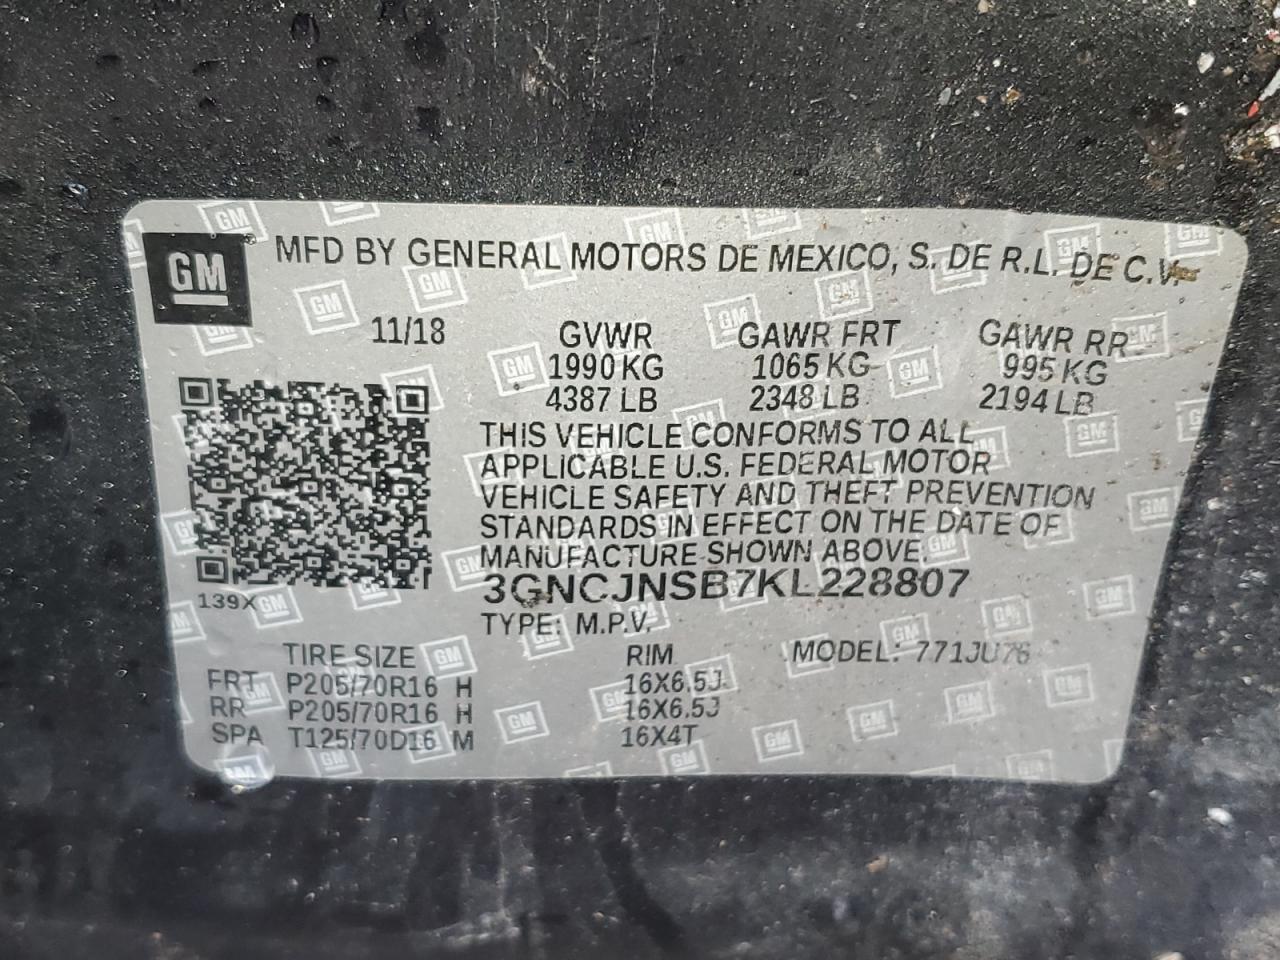 GM
MFD BY GENERAL MOTORS DE MEXICO, S. DE R.L. DE C.V.
11/18 GVWR GAWR FRT GAWR RR
1990 KG 1065 KG 995 KG
4387 LB 2348 LB 2194 LB
THIS VEHICLE CONFORMS TO ALL
APPLICABLE U.S. FEDERAL MOTOR
VEHICLE SAFETY AND THEFT PREVENTION
STANDARDS IN EFFECT ON THE DATE OF
MANUFACTURE SHOWN ABOVE.
139X 3GNCJNSB7KL228807
TYPE: M.P.V.
TIRE SIZE RIM MODEL: 771JU76
FRT P205/70R16 H 16X6.5J
RR P205/70R16 H 16X6.5J
SPA T125/70D16 M 16X4T